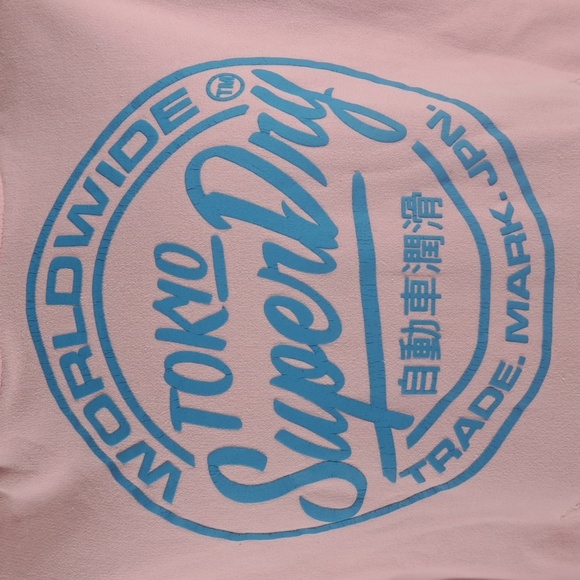 WORLDWIDE TM
TOKYO
SuperDry
自動車潤滑
TRADE. MARK. JPN.